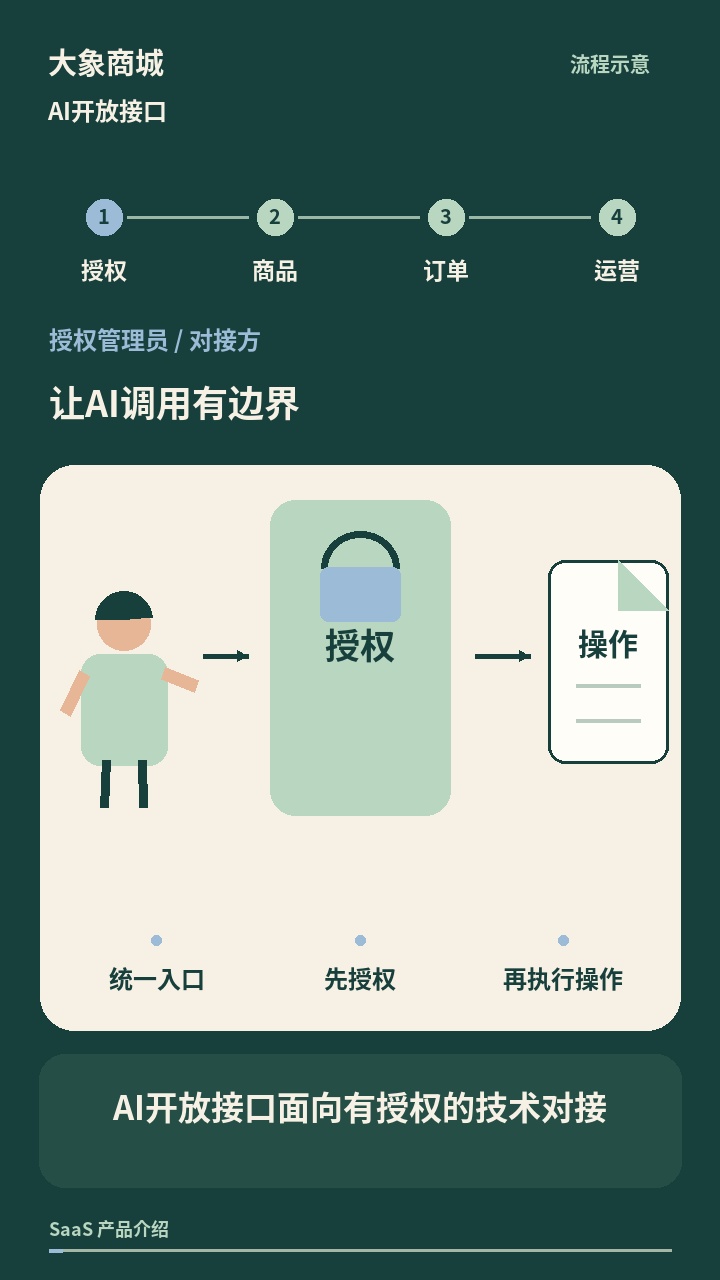 大象商城
流程示意
AI开放接口
1
2
3
4
授权
商品
订单
运营
授权管理员 / 对接方
让AI调用有边界
授权
操作
统一入口
先授权
再执行操作
AI开放接口面向有授权的技术对接
SaaS 产品介绍